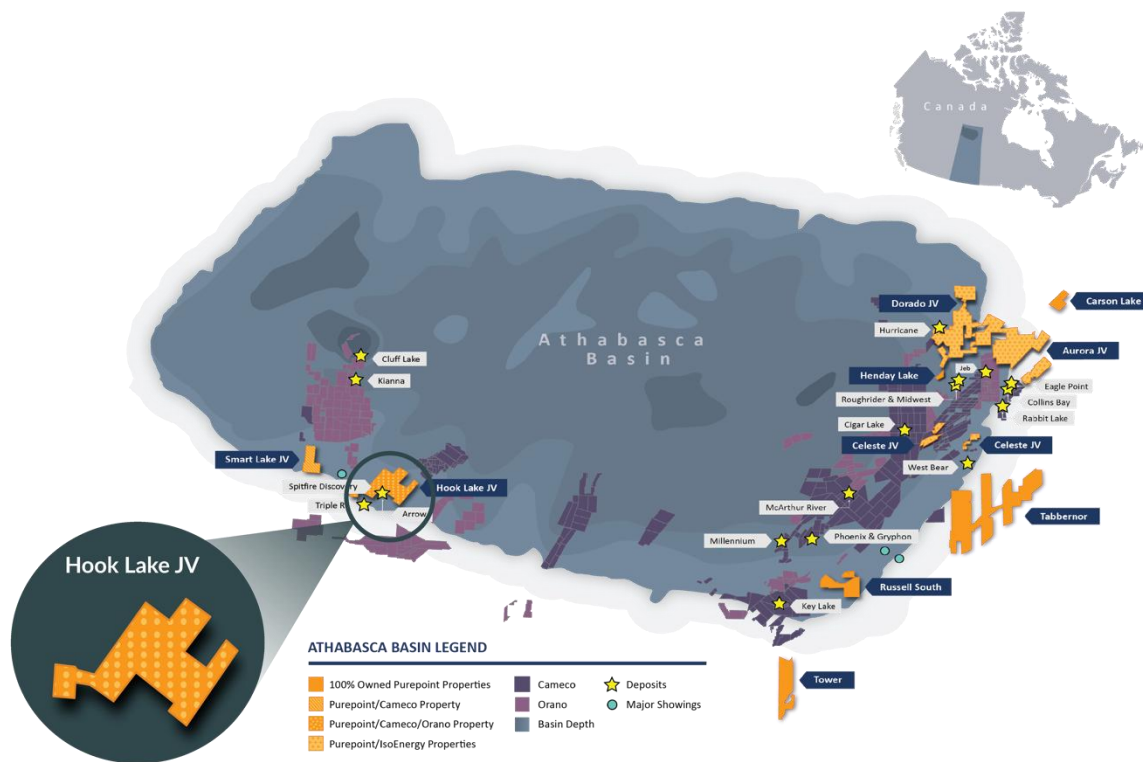 Canada
Dorado JV
Carson Lake
Hurricane
Athabasca
Basin
Aurora JV
Cluff Lake
Henday Lake
Jeb
Kianna
Eagle Point
Roughrider & Midwest
Collins Bay
Rabbit Lake
Cigar Lake
Celeste JV
Celeste JV
Smart Lake JV
West Bear
Spitfire Discovery
Hook Lake JV
Triple R
Arrow
McArthur River
Tabbernor
Millennium
Phoenix & Gryphon
Hook Lake JV
Russell South
Key Lake
ATHABASCA BASIN LEGEND
Tower
100% Owned Purepoint Properties
Cameco
Deposits
Purepoint/Cameco Property
Orano
Major Showings
Purepoint/Cameco/Orano Property
Basin Depth
Purepoint/IsoEnergy Properties